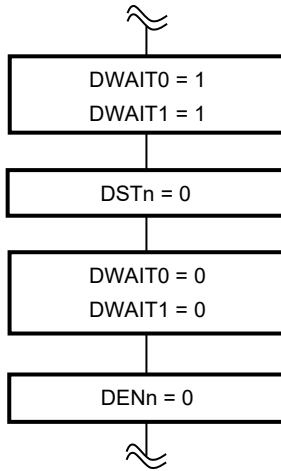 DWAIT0 = 1
DWAIT1 = 1
DSTn = 0
DWAIT0 = 0
DWAIT1 = 0
DENn = 0